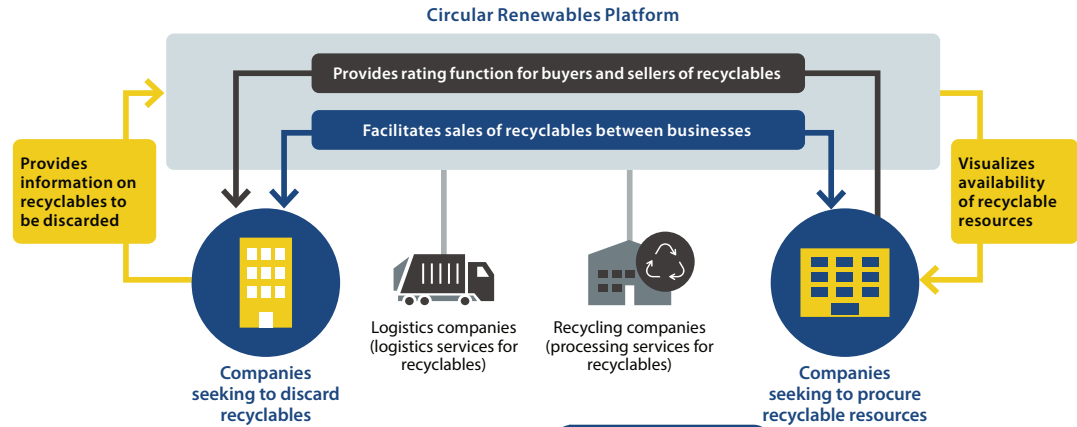 Circular Renewables Platform
Provides rating function for buyers and sellers of recyclables
Facilitates sales of recyclables between businesses
Provides
information on
recyclables to
be discarded
Visualizes
availability
of recyclable
resources
Logistics companies
(logistics services for
recyclables)
Recycling companies
(processing services for
recyclables)
Companies
seeking to discard
recyclables
Companies
seeking to procure
recyclable resources